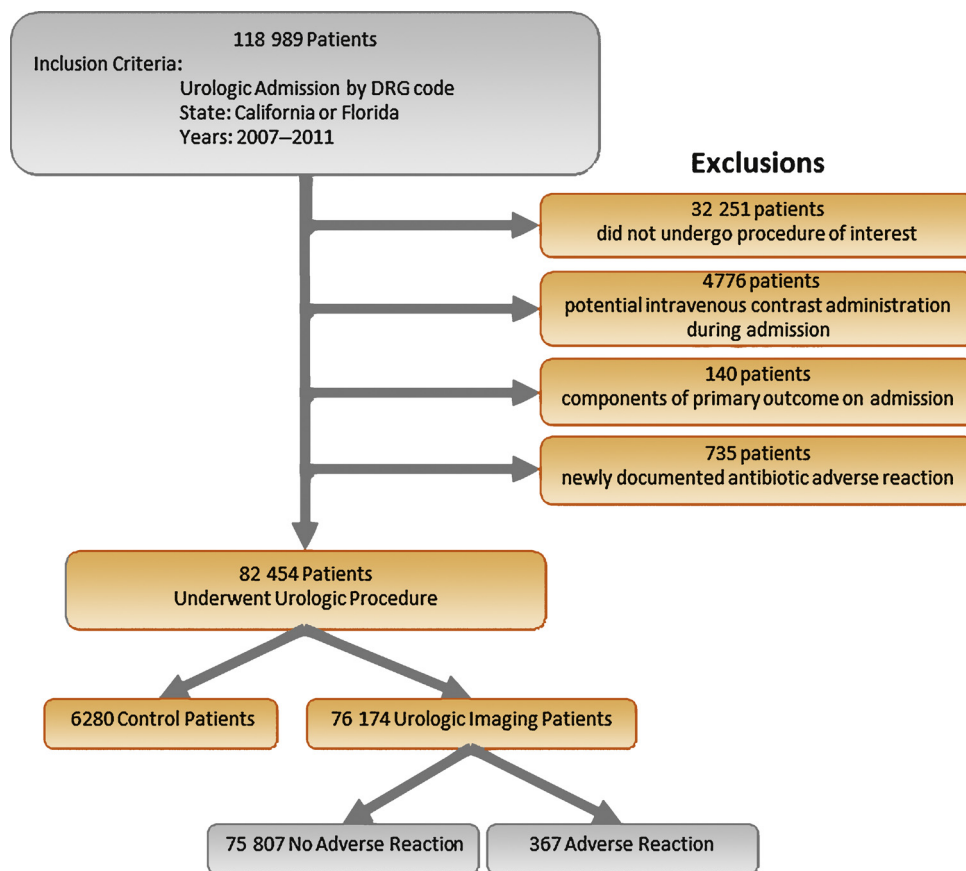 118 989 Patients
Inclusion Criteria:
Urologic Admission by DRG code
State: California or Florida
Years: 2007–2011
Exclusions
32 251 patients
did not undergo procedure of interest
4776 patients
potential intravenous contrast administration
during admission
140 patients
components of primary outcome on admission
735 patients
newly documented antibiotic adverse reaction
82 454 Patients
Underwent Urologic Procedure
6280 Control Patients
76 174 Urologic Imaging Patients
75 807 No Adverse Reaction
367 Adverse Reaction